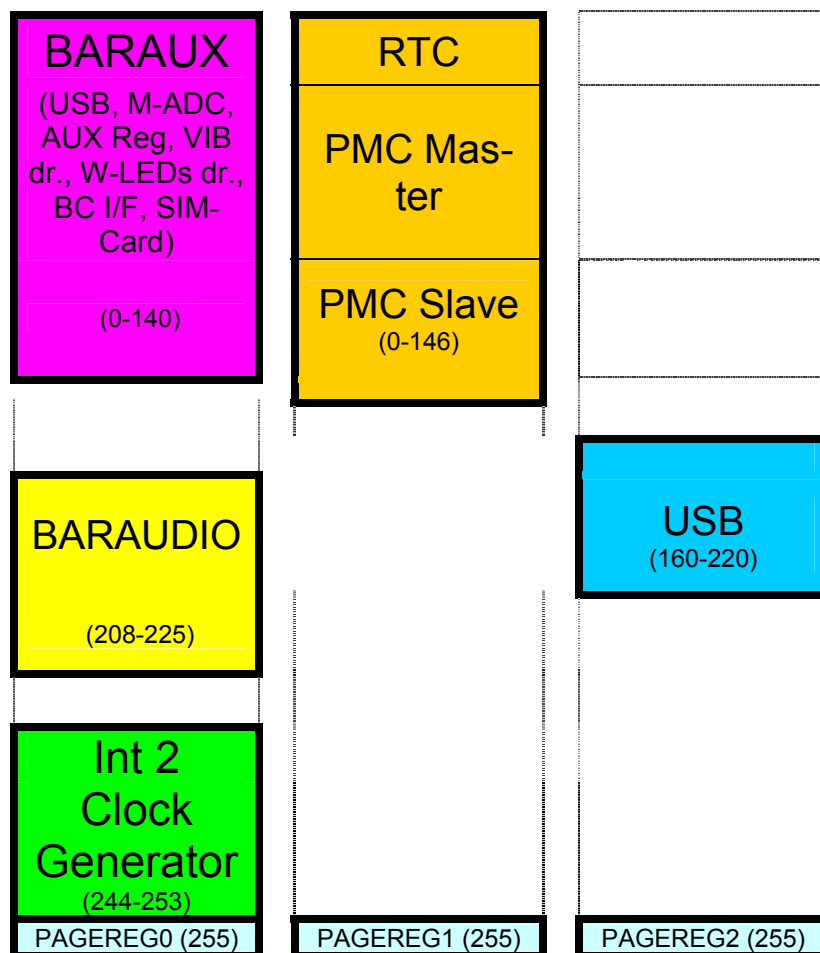 BARAUX
(USB, M-ADC,
AUX Reg, VIB
dr., W-LEDs dr.,
BC I/F, SIM-
Card)
(0-140)
RTC
PMC Mas-
ter
PMC Slave
(0-146)
BARAUDIO
(208-225)
USB
(160-220)
Int 2
Clock
Generator
(244-253)
PAGEREG0 (255)
PAGEREG1 (255)
PAGEREG2 (255)